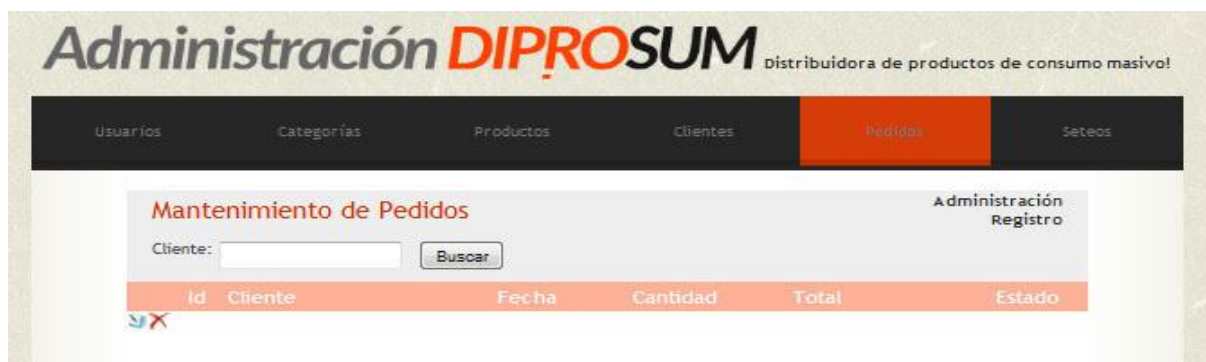 Administración DIPROSUM Distribuidora de productos de consumo masivo!
Usuarios Categorías Productos Clientes Pedidos Seteos
Mantenimiento de Pedidos
Administración
Registro
Cliente: Buscar
Id Cliente Fecha Cantidad Total Estado